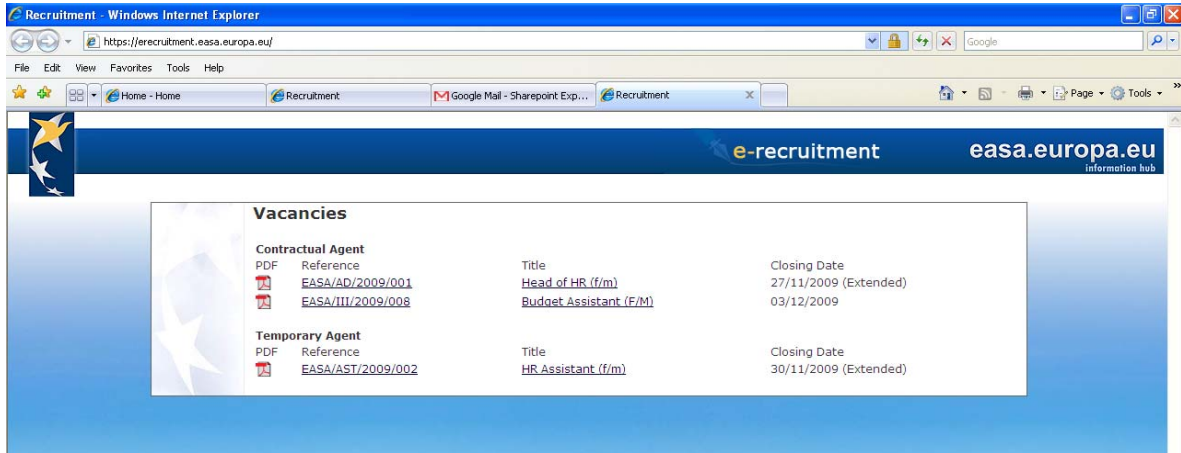 Recruitment - Windows Internet Explorer
https://erecruitment.easa.europa.eu/
Google
File Edit View Favorites Tools Help
Home - Home Recruitment Google Mail - Sharepoint Exp... Recruitment Page Tools
e-recruitment easa.europa.eu
information hub
Vacancies
Contractual Agent
PDF Reference Title Closing Date
EASA/AD/2009/001 Head of HR (f/m) 27/11/2009 (Extended)
EASA/III/2009/008 Budget Assistant (F/M) 03/12/2009
Temporary Agent
PDF Reference Title Closing Date
EASA/AST/2009/002 HR Assistant (f/m) 30/11/2009 (Extended)